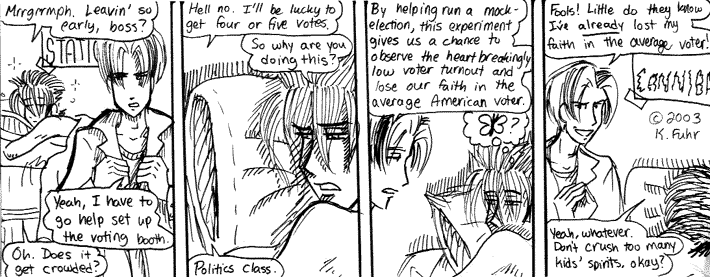 Mrrgrmmph. Leavin' so
early, boss?
STATI
Yeah, I have to
go help set up
the voting booth.
Oh. Does it
get crowded?
Hell no. I'll be lucky to
get four or five votes.
So why are you
doing this?
Politics class.
By helping run a mock-
election, this experiment
gives us a chance to
observe the heartbreakingly
low voter turnout and
lose our faith in the
average American voter.
?
Fools! Little do they know
I've already lost my
faith in the average voter!
CANNIBA
© 2003
K. Fuhr
Yeah, whatever.
Don't crush too many
kids' spirits, okay?